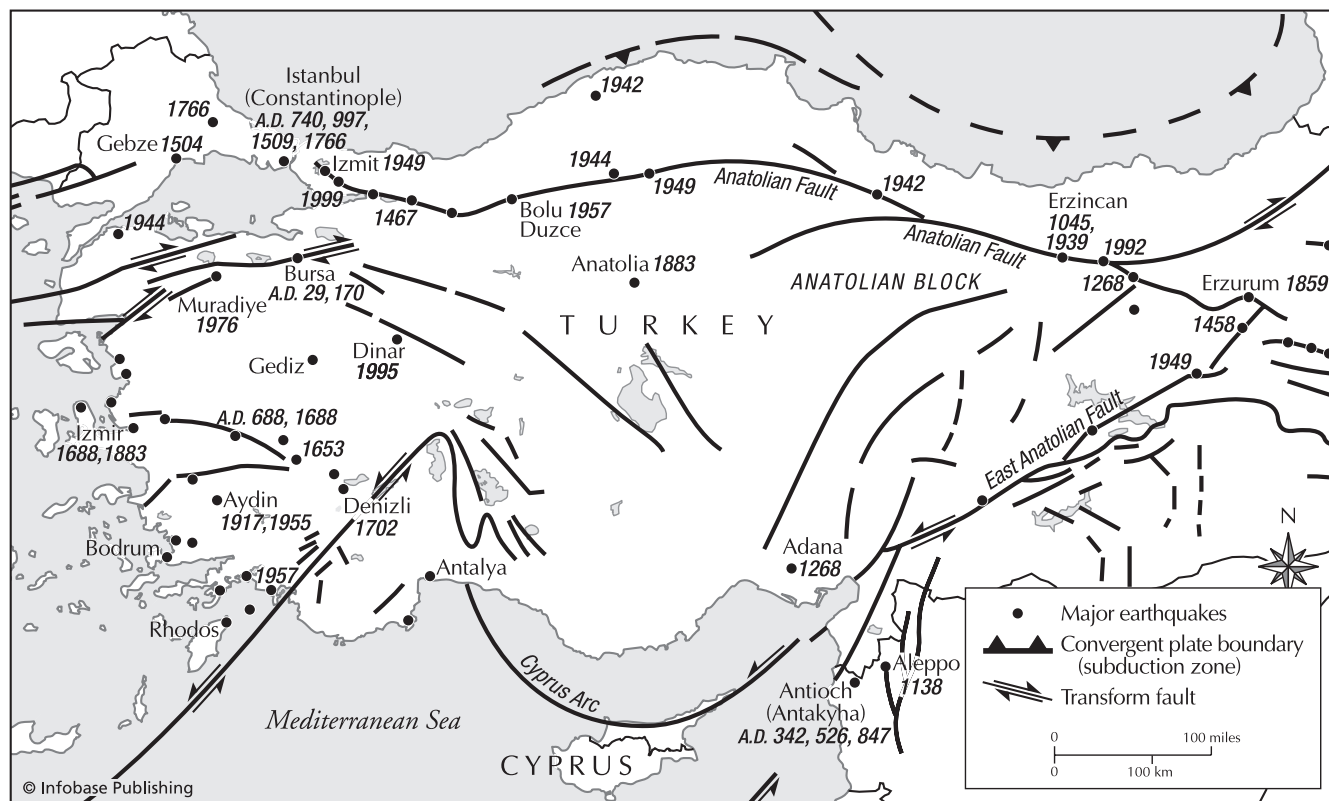 1942
Istanbul
(Constantinople)
A.D. 740, 997,
1509, 1766
1766
Gebze 1504
Izmit 1949
1999
1467
1944
1949
Anatolian Fault
1942
Bolu 1957
Duzce
Erzincan
1045,
1939
1992
Anatolian Fault
1268
1944
Bursa
A.D. 29, 170
Anatolia 1883
ANATOLIAN BLOCK
Erzurum 1859
Muradiye
1976
TURKEY
1458
Gediz
Dinar
1995
1949
A.D. 688, 1688
Izmir
1688, 1883
1653
East Anatolian Fault
Aydin
1917,1955
Denizli
1702
Bodrum
1957
Antalya
Adana
1268
N
Rhodos
Major earthquakes
Convergent plate boundary
(subduction zone)
Transform fault
0 100 miles
0 100 km
Cyprus Arc
Aleppo
1138
Antioch
(Antakyha)
A.D. 342, 526, 847
Mediterranean Sea
CYPRUS
© Infobase Publishing